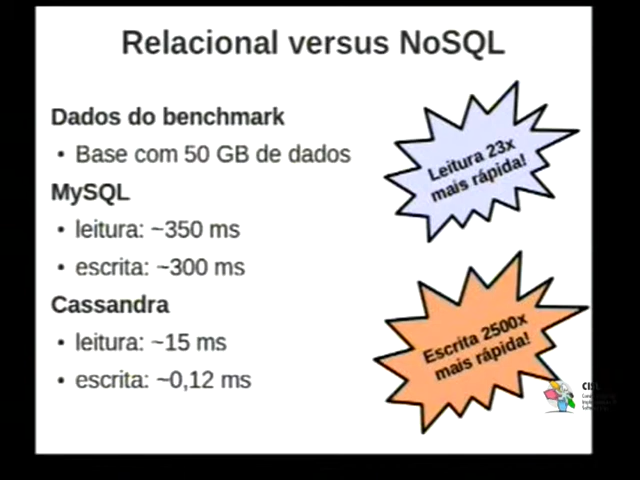 Relacional versus NoSQL
Dados do benchmark
• Base com 50 GB de dados
MySQL
• leitura: ~350 ms
• escrita: ~300 ms
Cassandra
• leitura: ~15 ms
• escrita: ~0,12 ms
Leitura 23x
mais rápida!
Escrita 2500x
mais rápida!